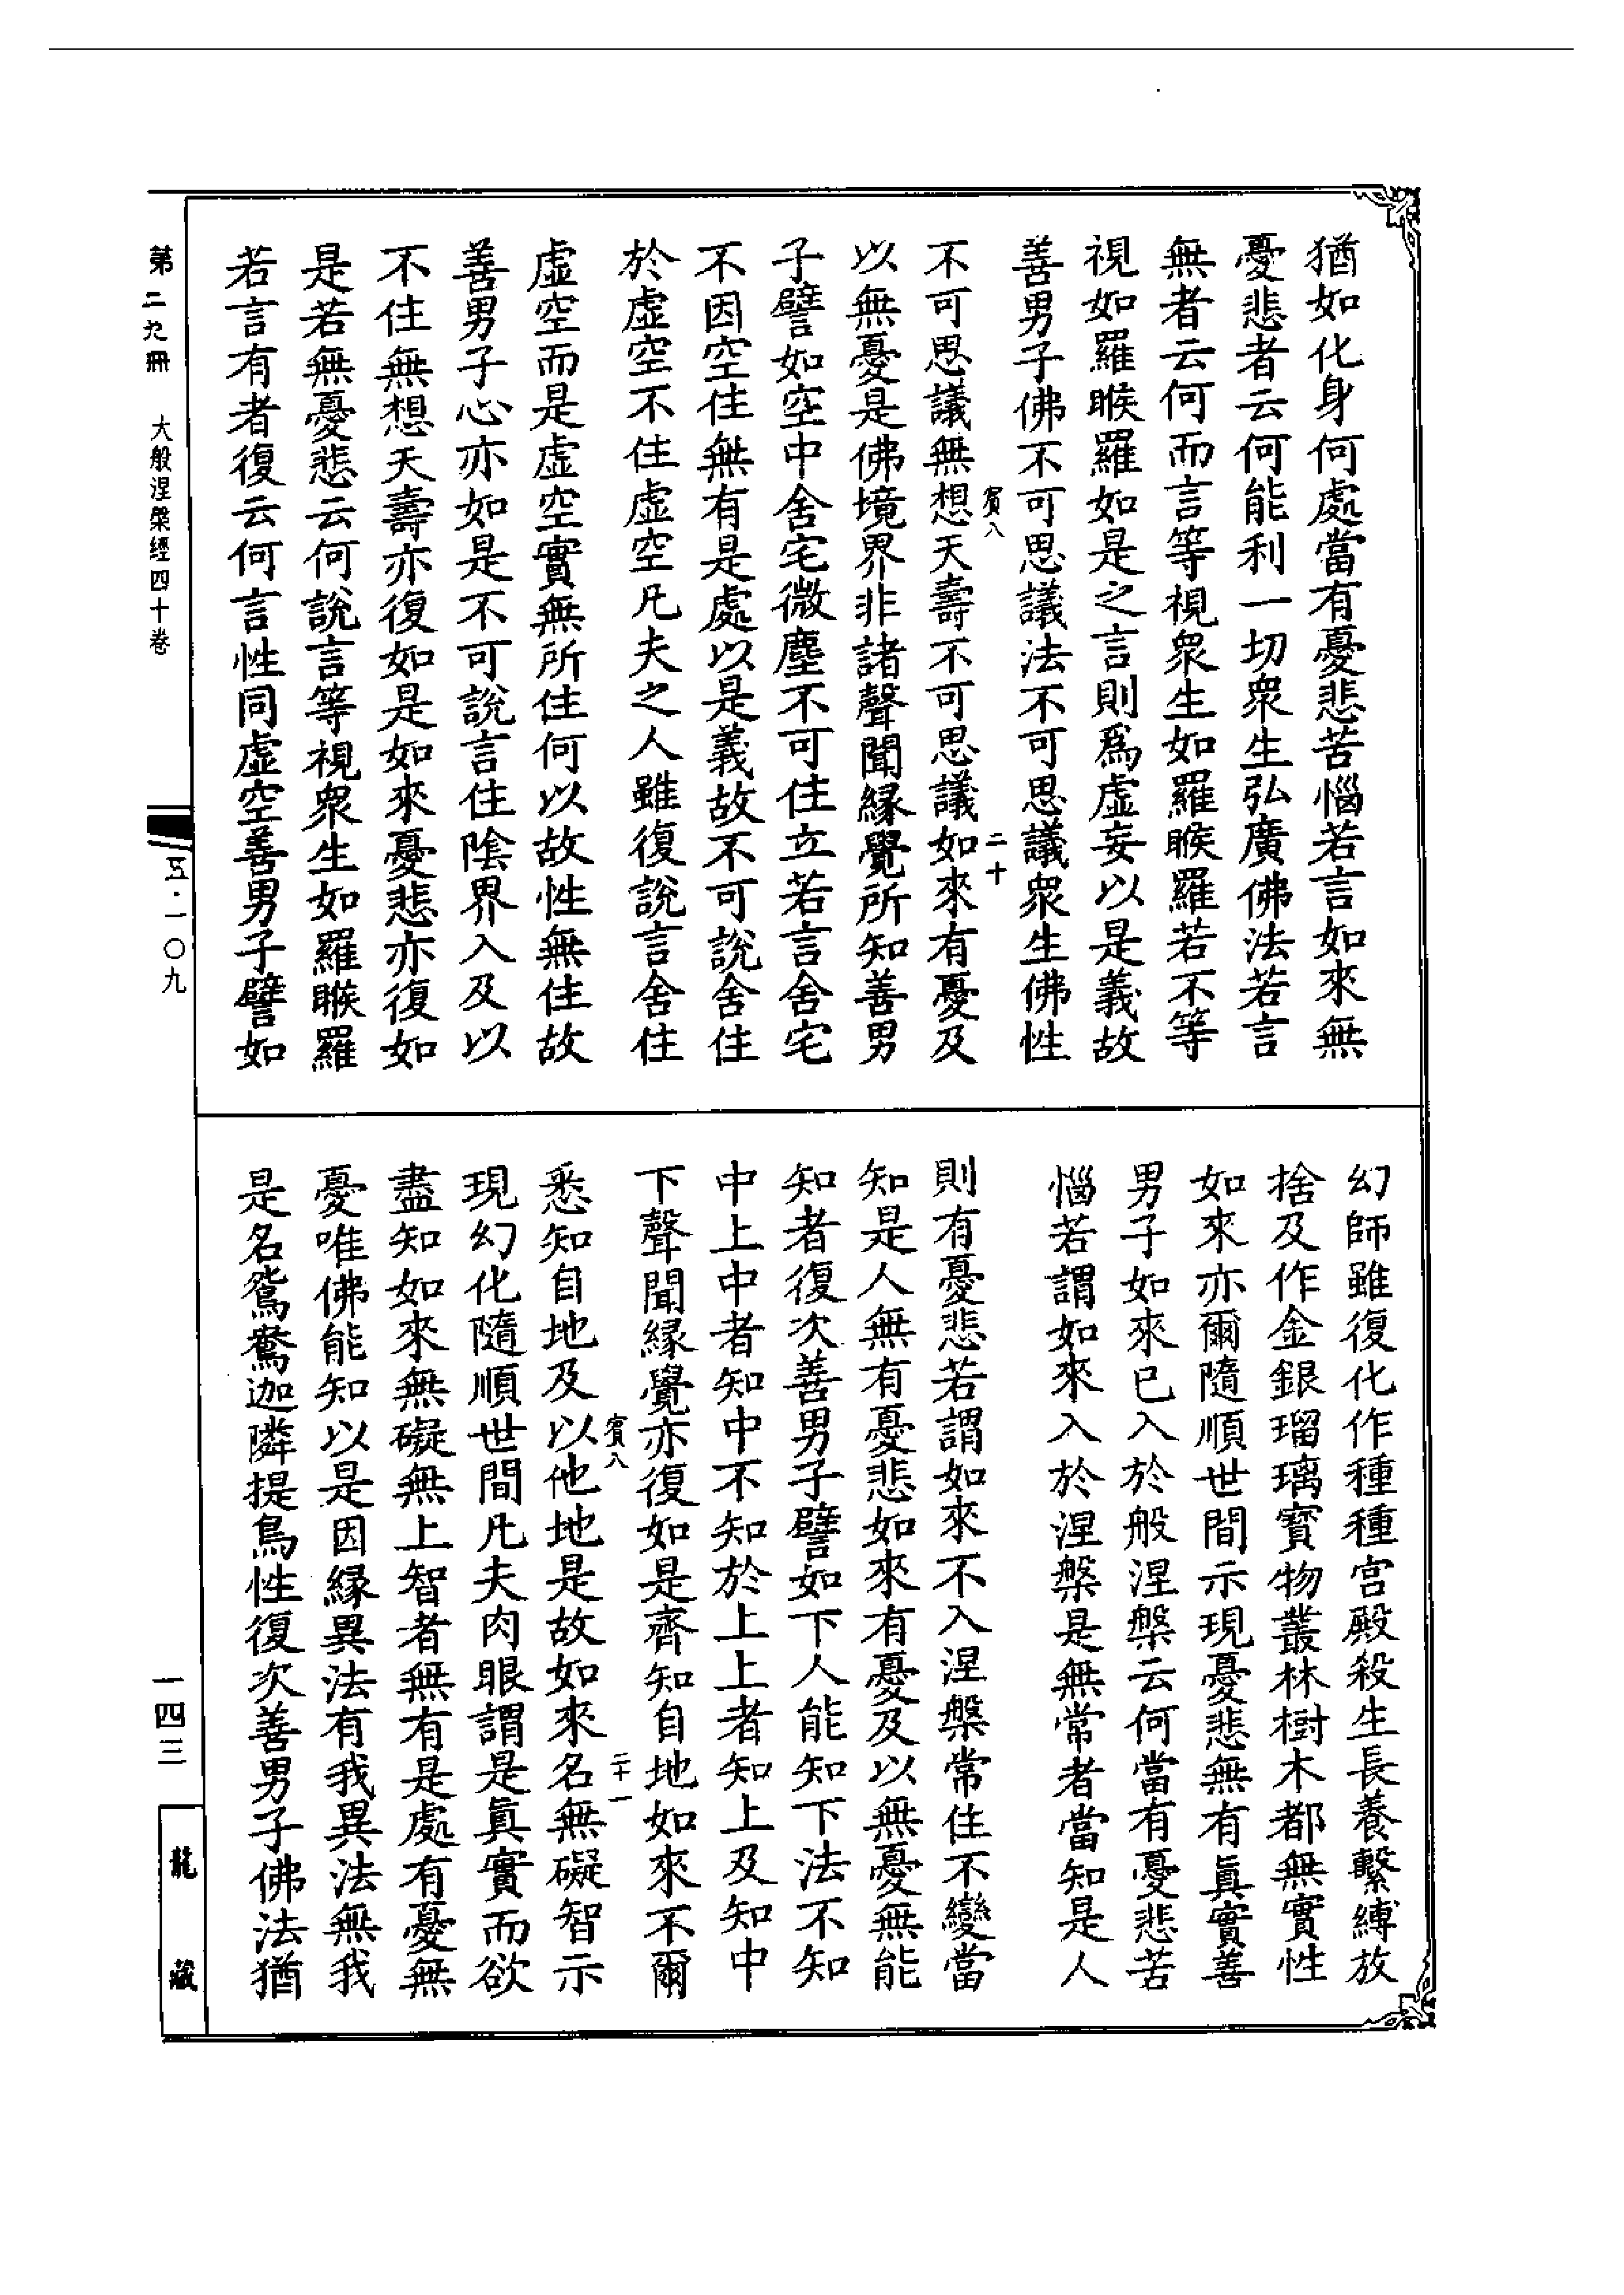 猶如化身何處當有憂悲苦惱若言如來無
憂悲者云何能利一切衆生弘廣佛法若言
無者云何而言等視衆生如羅睺羅若不等
視如羅睺羅如是之言則爲虛妄以是義故
善男子佛不可思議法不可思議衆生佛性
賓八
二十
不可思議無想天壽不可思議如來有憂及
以無憂是佛境界非諸聲聞緣覺所知善男
子譬如空中舍宅微塵不可住立若言舍宅
不因空住無有是處以是義故不可說舍住
於虛空不住虛空凡夫之人雖復說言舍住
虛空而是虛空實無所住何以故性無住故
善男子心亦如是不可說言住陰界入及以
不住無想天壽亦復如是如來憂悲亦復如
是若無憂悲云何說言等視衆生如羅睺羅
若言有者復云何言性同虛空善男子譬如
幻師雖復化作種種宮殿殺生長養繫縛放
捨及作金銀瑠璃寶物叢林樹木都無實性
如來亦爾隨順世間示現憂悲無有眞實善
男子如來已入於般涅槃云何當有憂悲苦
惱若謂如來入於涅槃是無常者當知是人
則有憂悲若謂如來不入涅槃常住不變當
知是人無有憂悲如來有憂及以無憂無能
知者復次善男子譬如下人能知下法不知
中上中者知中不知於上上者知上及知中
下聲聞緣覺亦復如是齊知自地如來不爾
賓八
二十一
悉知自地及以他地是故如來名無礙智示
現幻化隨順世間凡夫肉眼謂是眞實而欲
盡知如來無礙無上智者無有是處有憂無
憂唯佛能知以是因緣異法有我異法無我
是名鴛鴦迦隣提鳥性復次善男子佛法猶
第二九冊
大般涅槃經四十卷
五·一〇九
一四三
龍藏